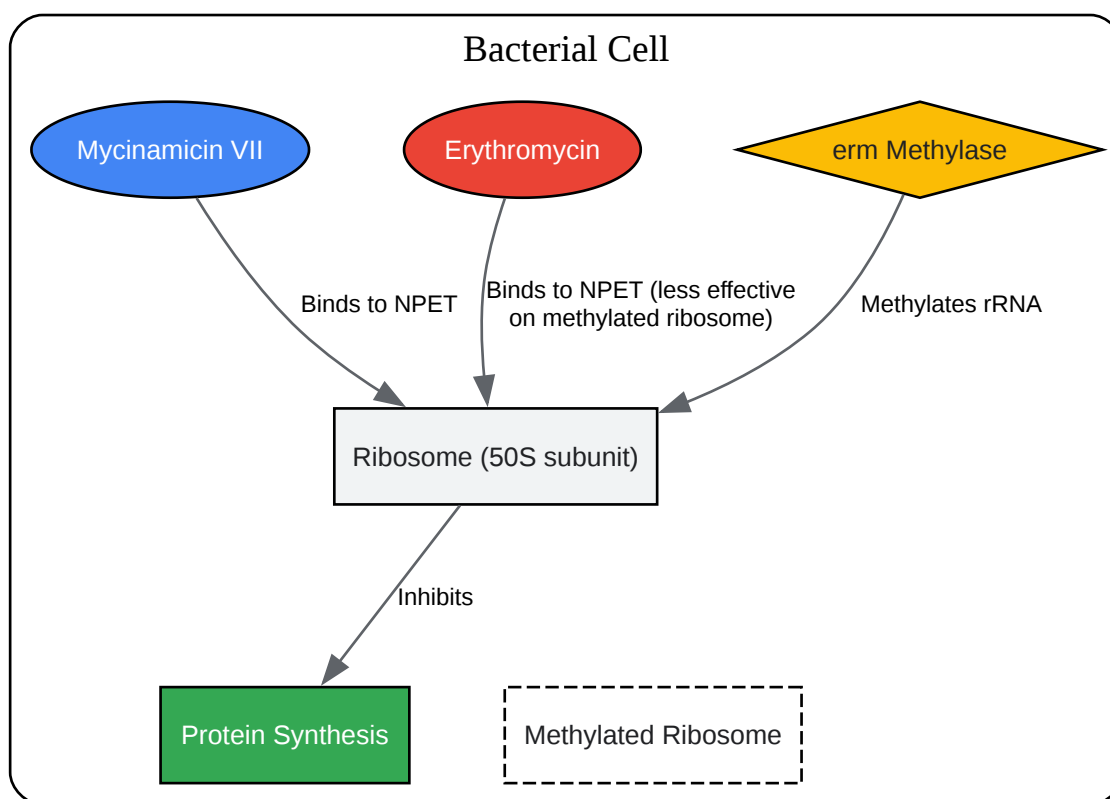 Bacterial Cell
Mycinamicin VII
Erythromycin
erm Methylase
Binds to NPET
Binds to NPET (less effective
on methylated ribosome)
Methylates rRNA
Ribosome (50S subunit)
Inhibits
Protein Synthesis
Methylated Ribosome